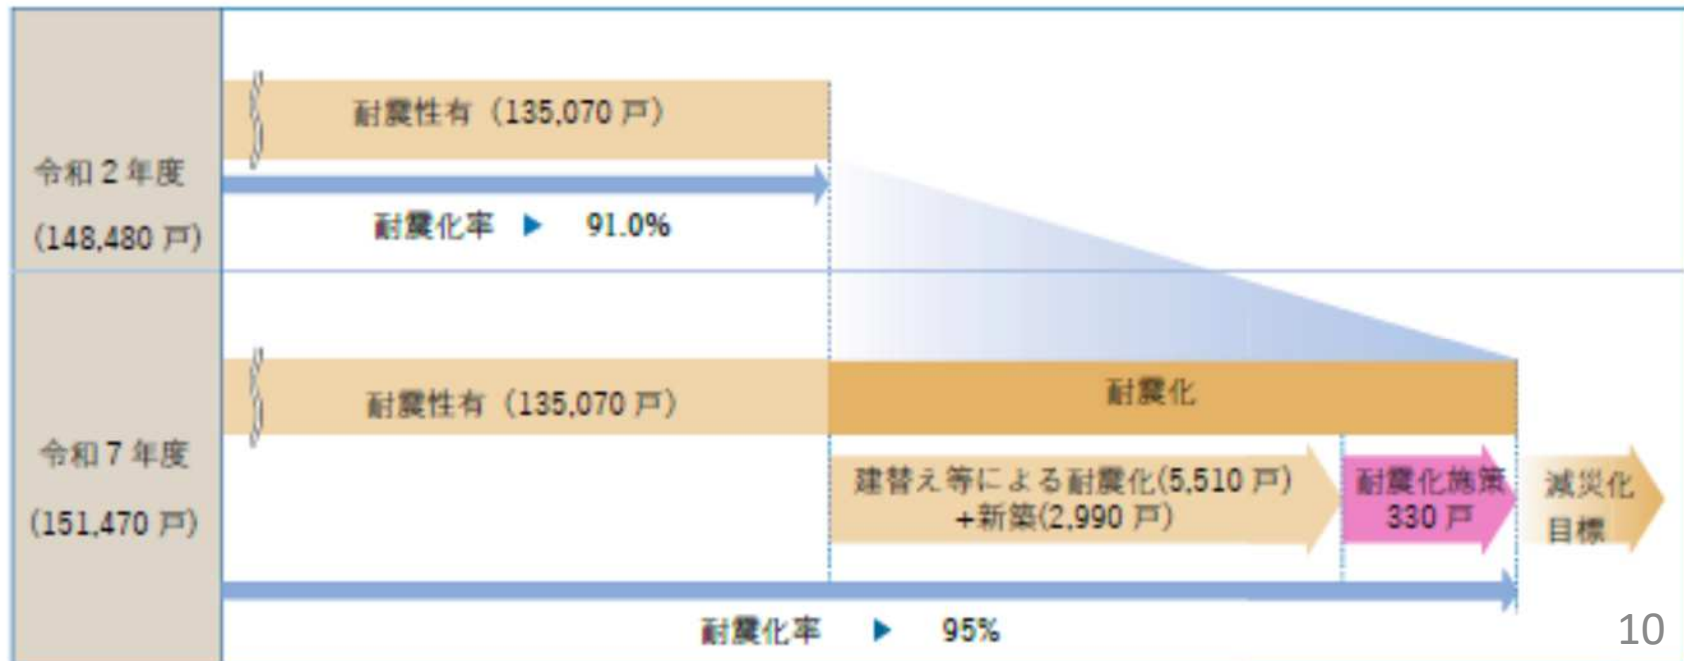 耐震性有（135,070 戸）
令和２年度
(148,480 戸)
耐震化率 ▶ 91.0%
耐震性有（135,070 戸）
耐震化
令和７年度
(151,470 戸)
建替え等による耐震化(5,510 戸)
+新築(2,990 戸)
耐震化施策
330 戸
減災化
目標
耐震化率 ▶ 95%
10